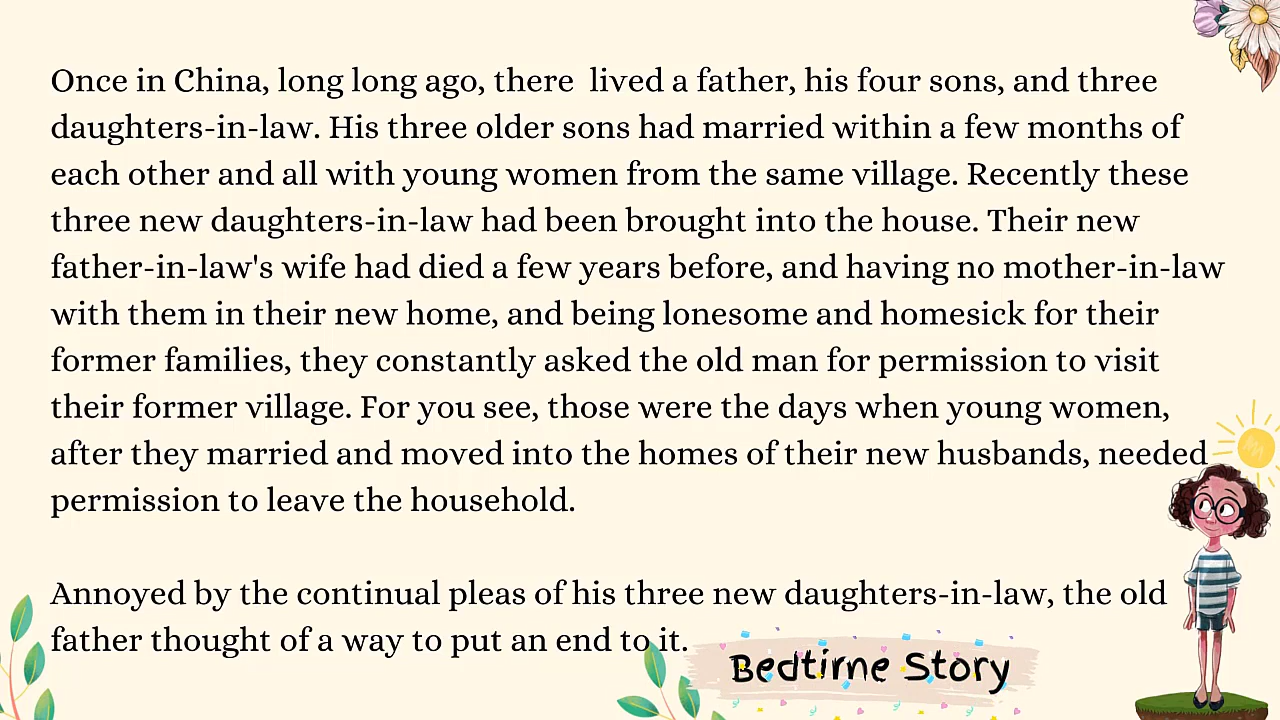 Once in China, long long ago, there  lived a father, his four sons, and three
daughters-in-law. His three older sons had married within a few months of
each other and all with young women from the same village. Recently these
three new daughters-in-law had been brought into the house. Their new
father-in-law's wife had died a few years before, and having no mother-in-law
with them in their new home, and being lonesome and homesick for their
former families, they constantly asked the old man for permission to visit
their former village. For you see, those were the days when young women,
after they married and moved into the homes of their new husbands, needed
permission to leave the household.
Annoyed by the continual pleas of his three new daughters-in-law, the old
father thought of a way to put an end to it.
Bedtime Story